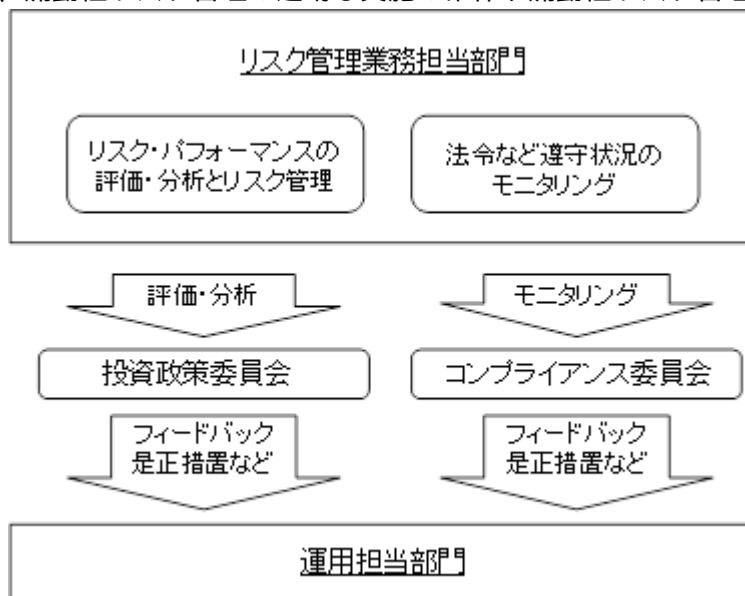 リスク管理業務担当部門
リスク・パフォーマンスの
評価・分析とリスク管理
法令など遵守状況の
モニタリング
評価・分析
モニタリング
投資政策委員会
コンプライアンス委員会
フィードバック
是正措置など
フィードバック
是正措置など
運用担当部門